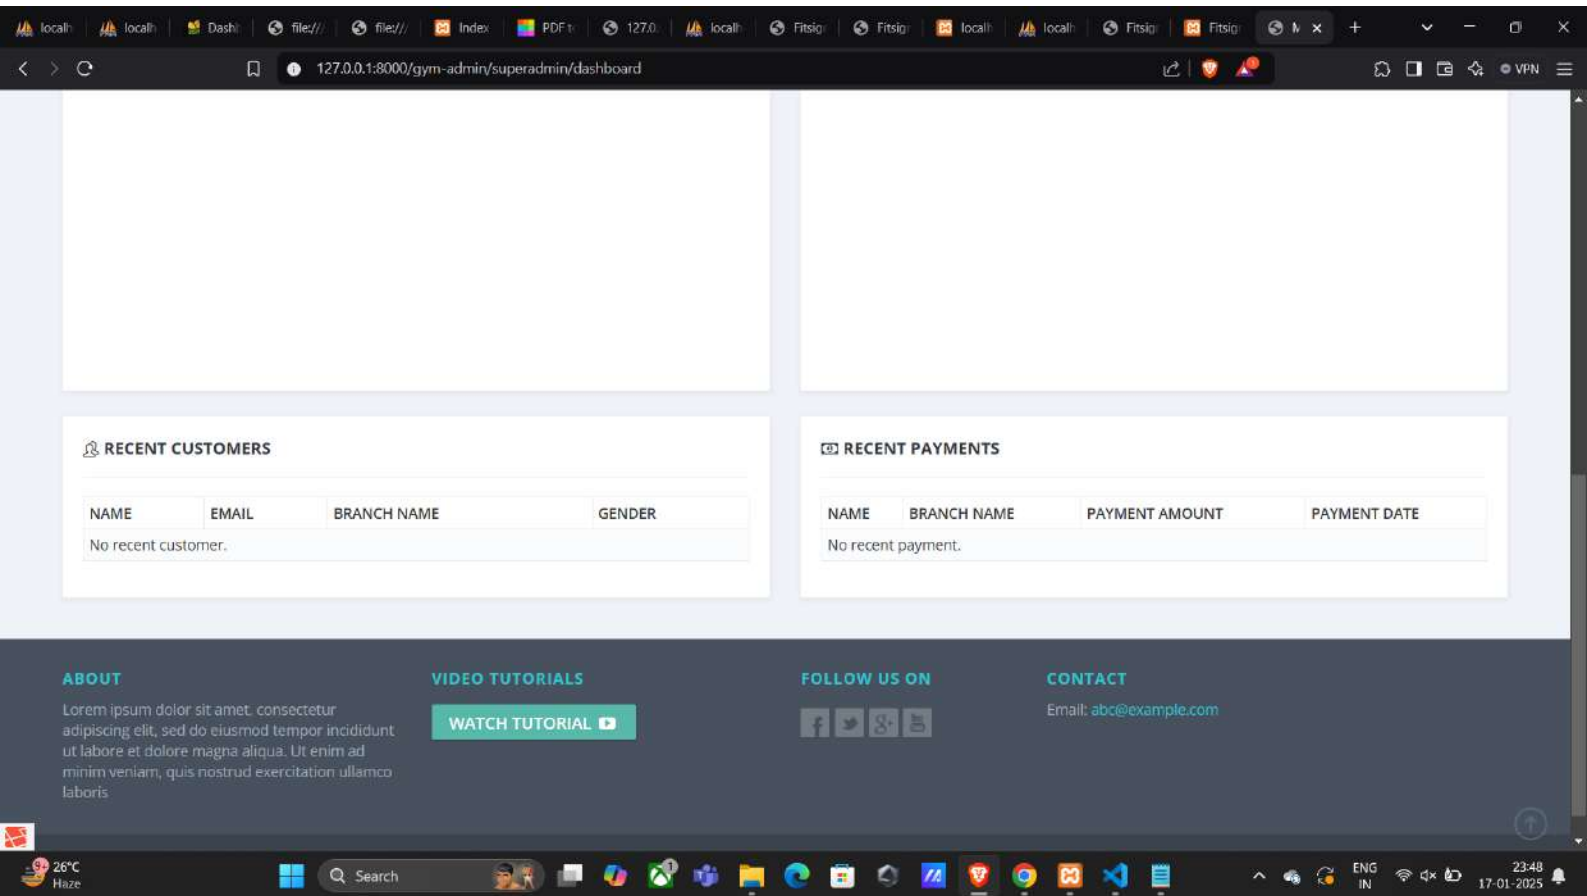 localh
localh
Dashl
file:///
file:///
Index
PDF t
127.0.
localh
Fitsig
Fitsig
localh
localh
Fitsig
Fitsig
127.0.0.1:8000/gym-admin/superadmin/dashboard
VPN
RECENT CUSTOMERS
NAME EMAIL BRANCH NAME GENDER
No recent customer.
RECENT PAYMENTS
NAME BRANCH NAME PAYMENT AMOUNT PAYMENT DATE
No recent payment.
ABOUT
Lorem ipsum dolor sit amet, consectetur
adipiscing elit, sed do eiusmod tempor incididunt
ut labore et dolore magna aliqua. Ut enim ad
minim veniam, quis nostrud exercitation ullamco
laboris
VIDEO TUTORIALS
WATCH TUTORIAL
FOLLOW US ON
CONTACT
Email: abc@example.com
9+
26°C
Haze
Search
ENG
IN
23:48
17-01-2025